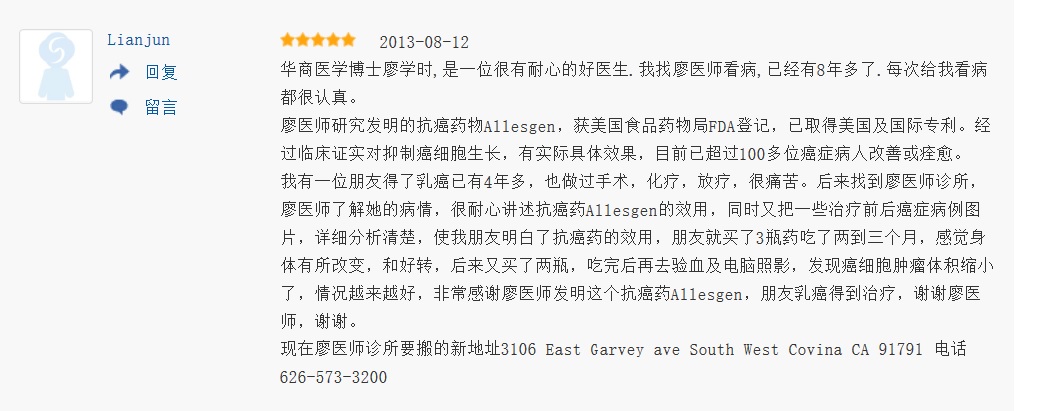 Lianjun
回复
留言
2013-08-12
华商医学博士廖学时,是一位很有耐心的好医生.我找廖医师看病,已经有8年多了.每次给我看病
都很认真。
廖医师研究发明的抗癌药物Allesgen，获美国食品药物局FDA登记，已取得美国及国际专利。经
过临床证实对抑制癌细胞生长，有实际具体效果，目前已超过100多位癌症病人改善或痊愈。
我有一位朋友得了乳癌已有4年多，也做过手术，化疗，放疗，很痛苦。后来找到廖医师诊所，
廖医师了解她的病情，很耐心讲述抗癌药Allesgen的效用，同时又把一些治疗前后癌症病例图
片，详细分析清楚，使我朋友明白了抗癌药的效用，朋友就买了3瓶药吃了两到三个月，感觉身
体有所改变，和好转，后来又买了两瓶，吃完后再去验血及电脑照影，发现癌细胞肿瘤体积缩小
了，情况越来越好，非常感谢廖医师发明这个抗癌药Allesgen，朋友乳癌得到治疗，谢谢廖医
师，谢谢。
现在廖医师诊所要搬的新地址3106 East Garvey ave South West Covina CA 91791 电话
626-573-3200